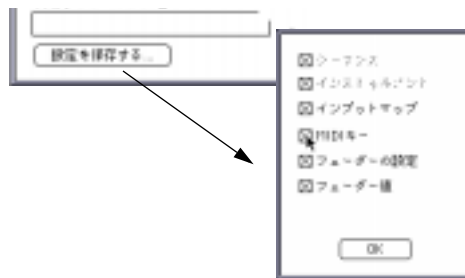 設定を保存する...
シーケンス
インストゥルメント
インプットマップ
MIDIキー
フェーダーの設定
フェーダー値
OK